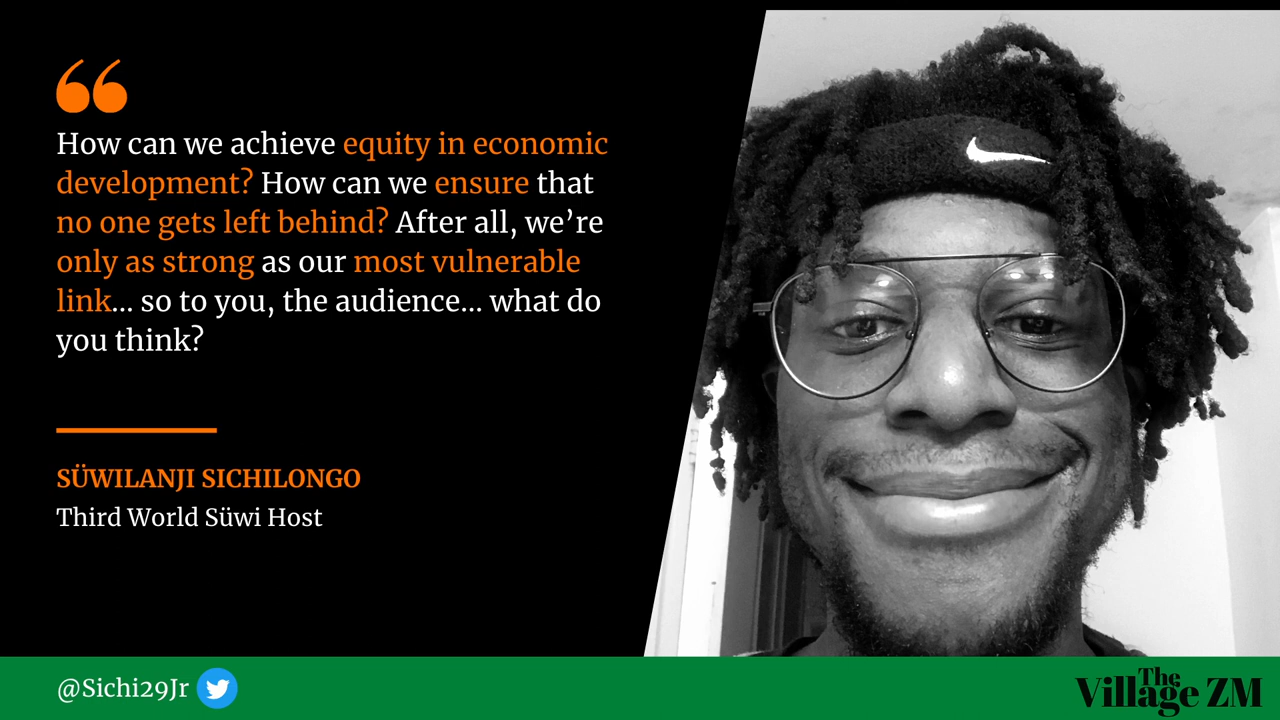 How can we achieve equity in economic
development? How can we ensure that
no one gets left behind? After all, we’re
only as strong as our most vulnerable
link... so to you, the audience... what do
you think?
SÜWILANJI SICHILONGO
Third World Süwi Host
@Sichi29Jr
The
Village ZM